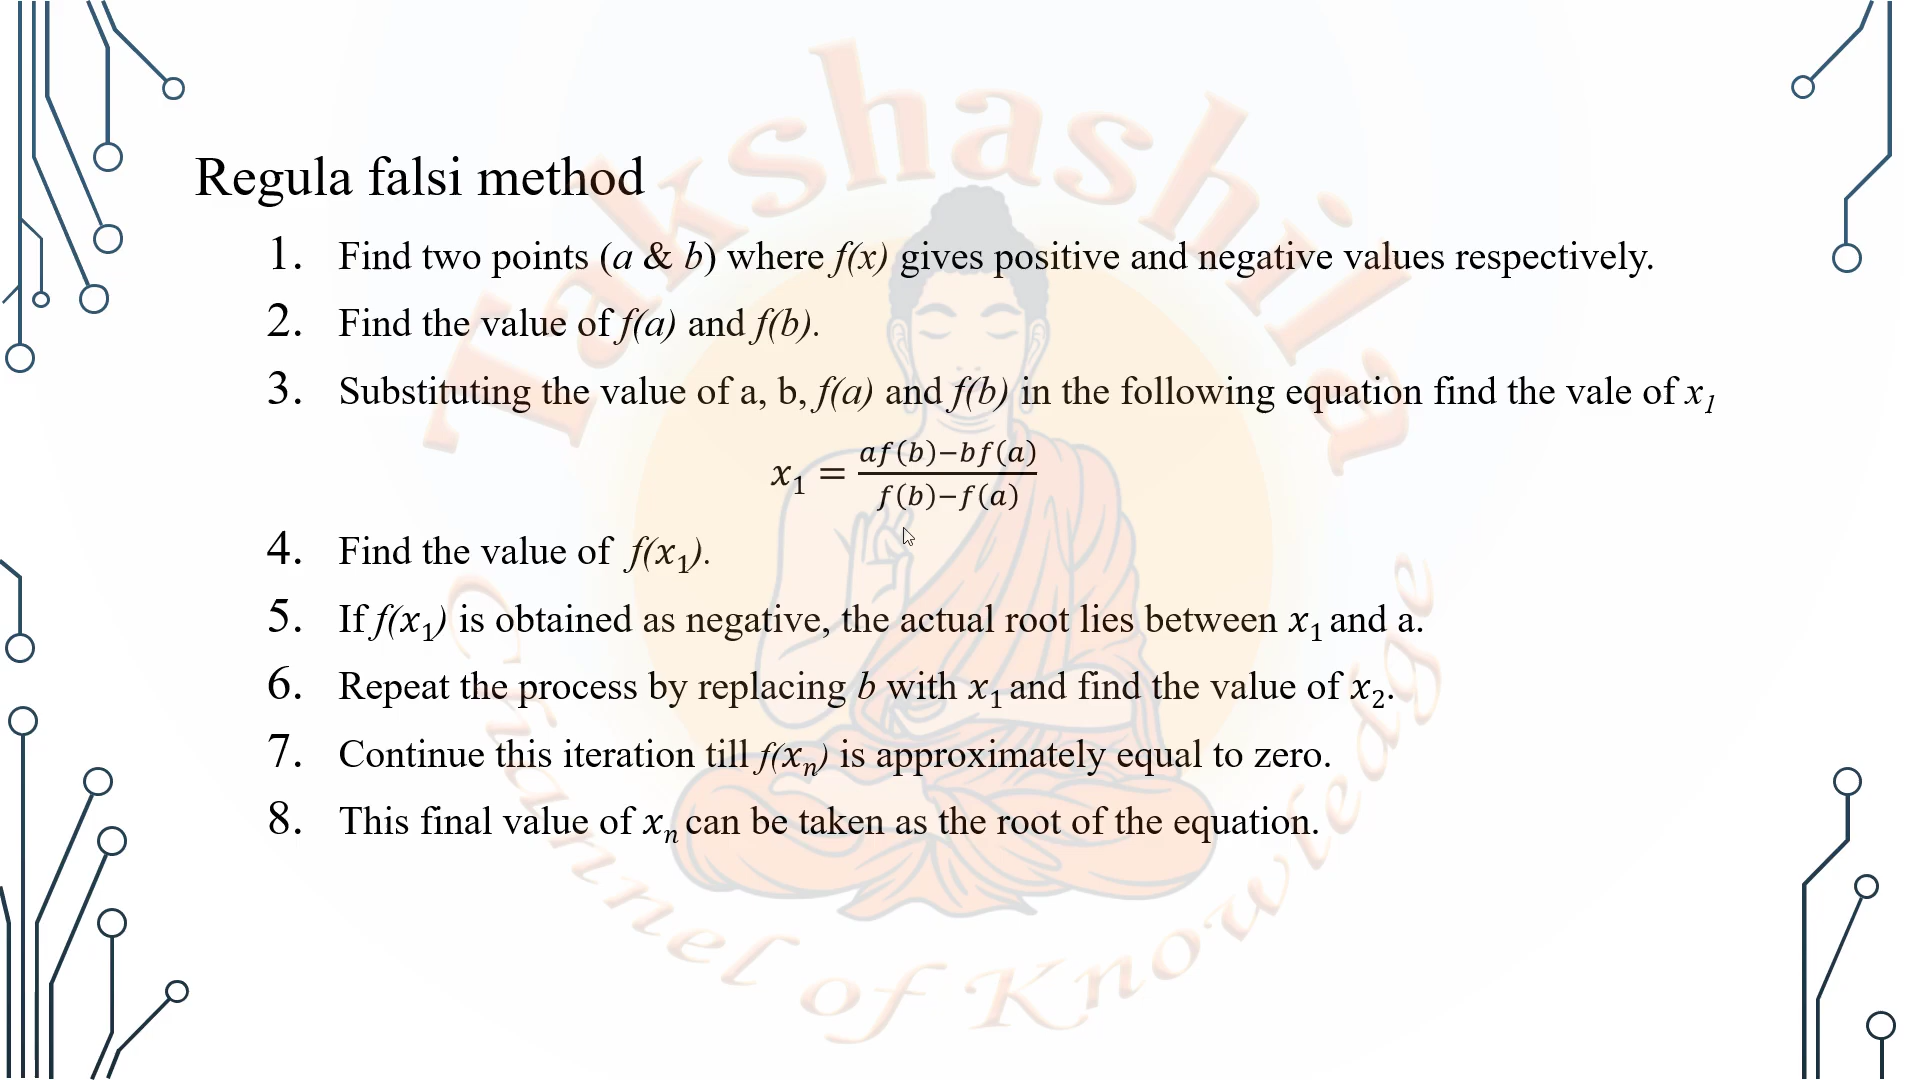 Takshashila
Regula falsi method
1. Find two points (a & b) where f(x) gives positive and negative values respectively.
2. Find the value of f(a) and f(b).
3. Substituting the value of a, b, f(a) and f(b) in the following equation find the vale of x₁
x₁ = af(b)−bf(a) / f(b)−f(a)
4. Find the value of f(x₁).
5. If f(x₁) is obtained as negative, the actual root lies between x₁ and a.
6. Repeat the process by replacing b with x₁ and find the value of x₂.
7. Continue this iteration till f(xₙ) is approximately equal to zero.
8. This final value of xₙ can be taken as the root of the equation.
Channel of Knowledge